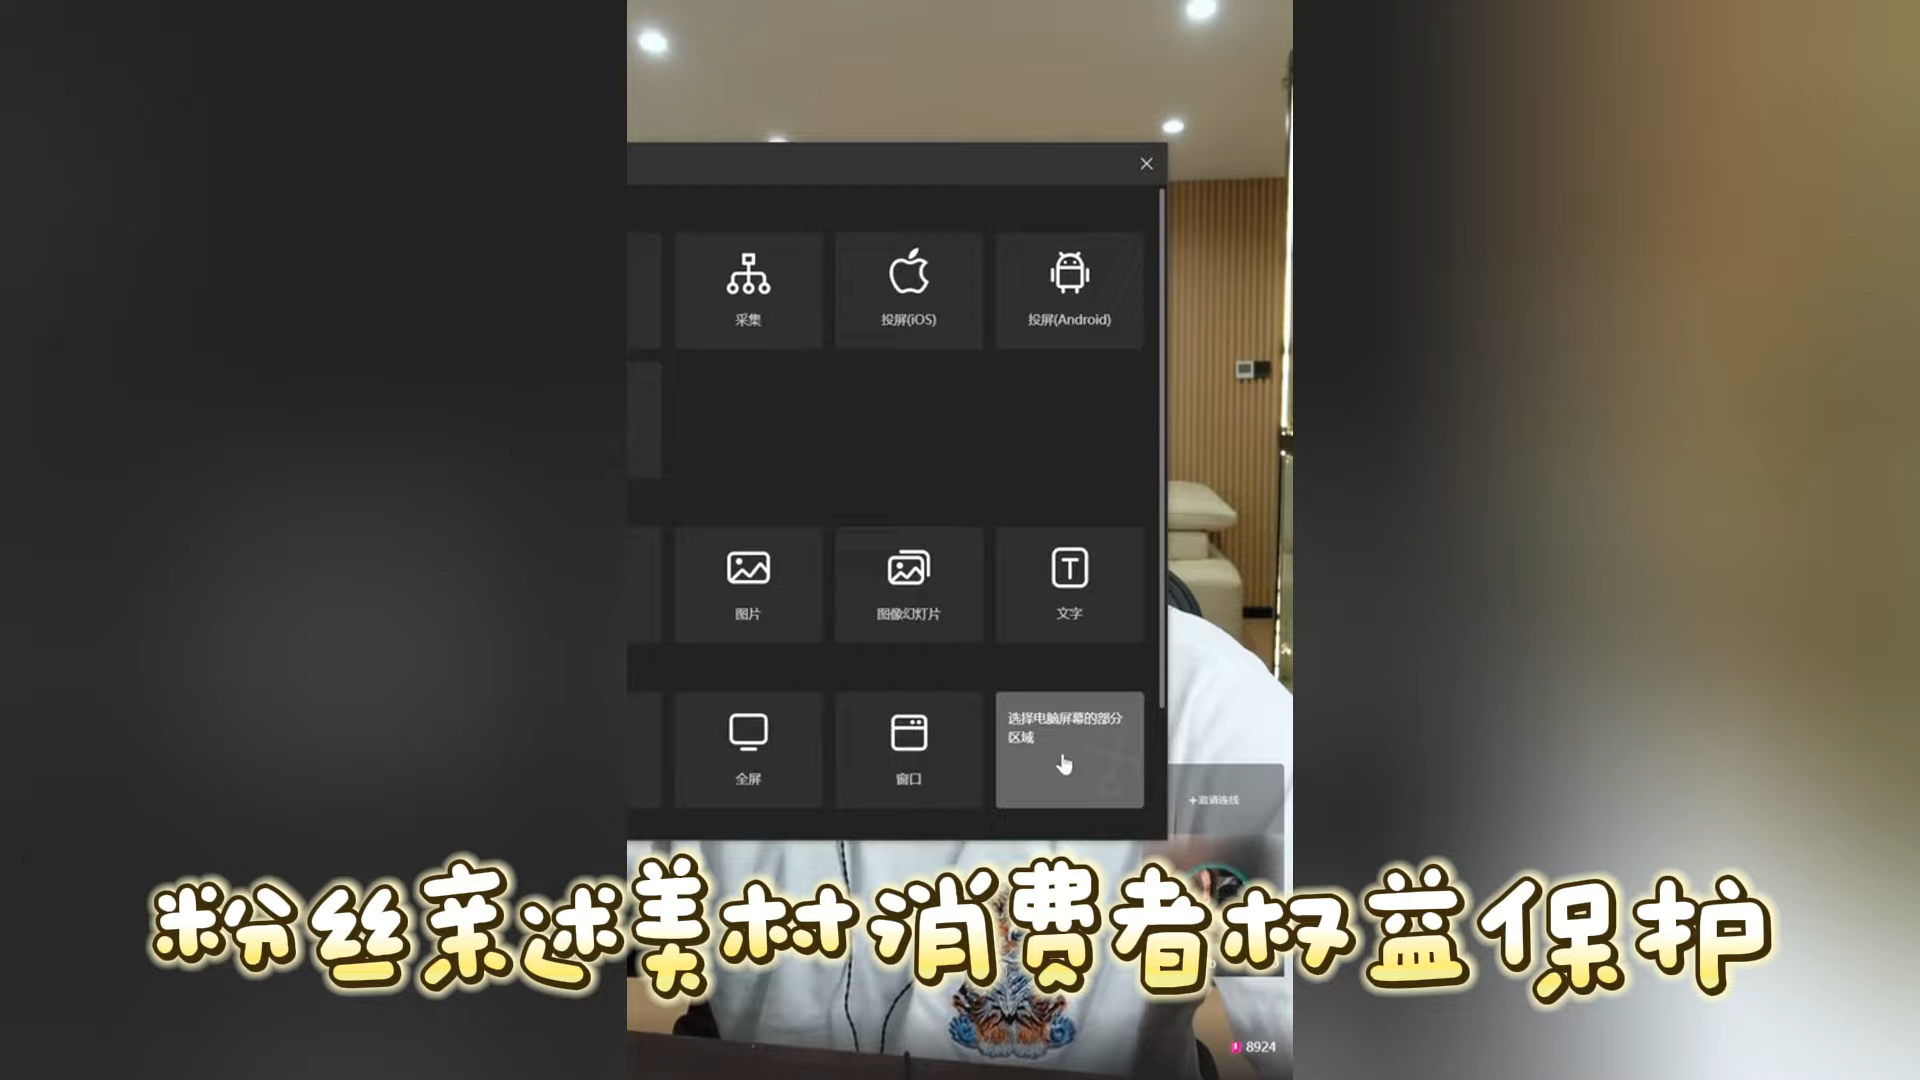 采集
投屏(iOS)
投屏(Android)
图片
图像幻灯片
文字
全屏
窗口
选择电脑屏幕的部分
区域
+邀请连线
粉丝亲述美村消费者权益保护
8924